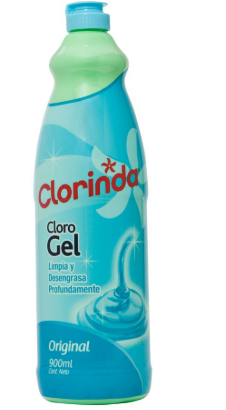 Clorinda
Cloro
Gel
Limpia y
Desengrasa
Profundamente
Original
900ml
Cont. Neto